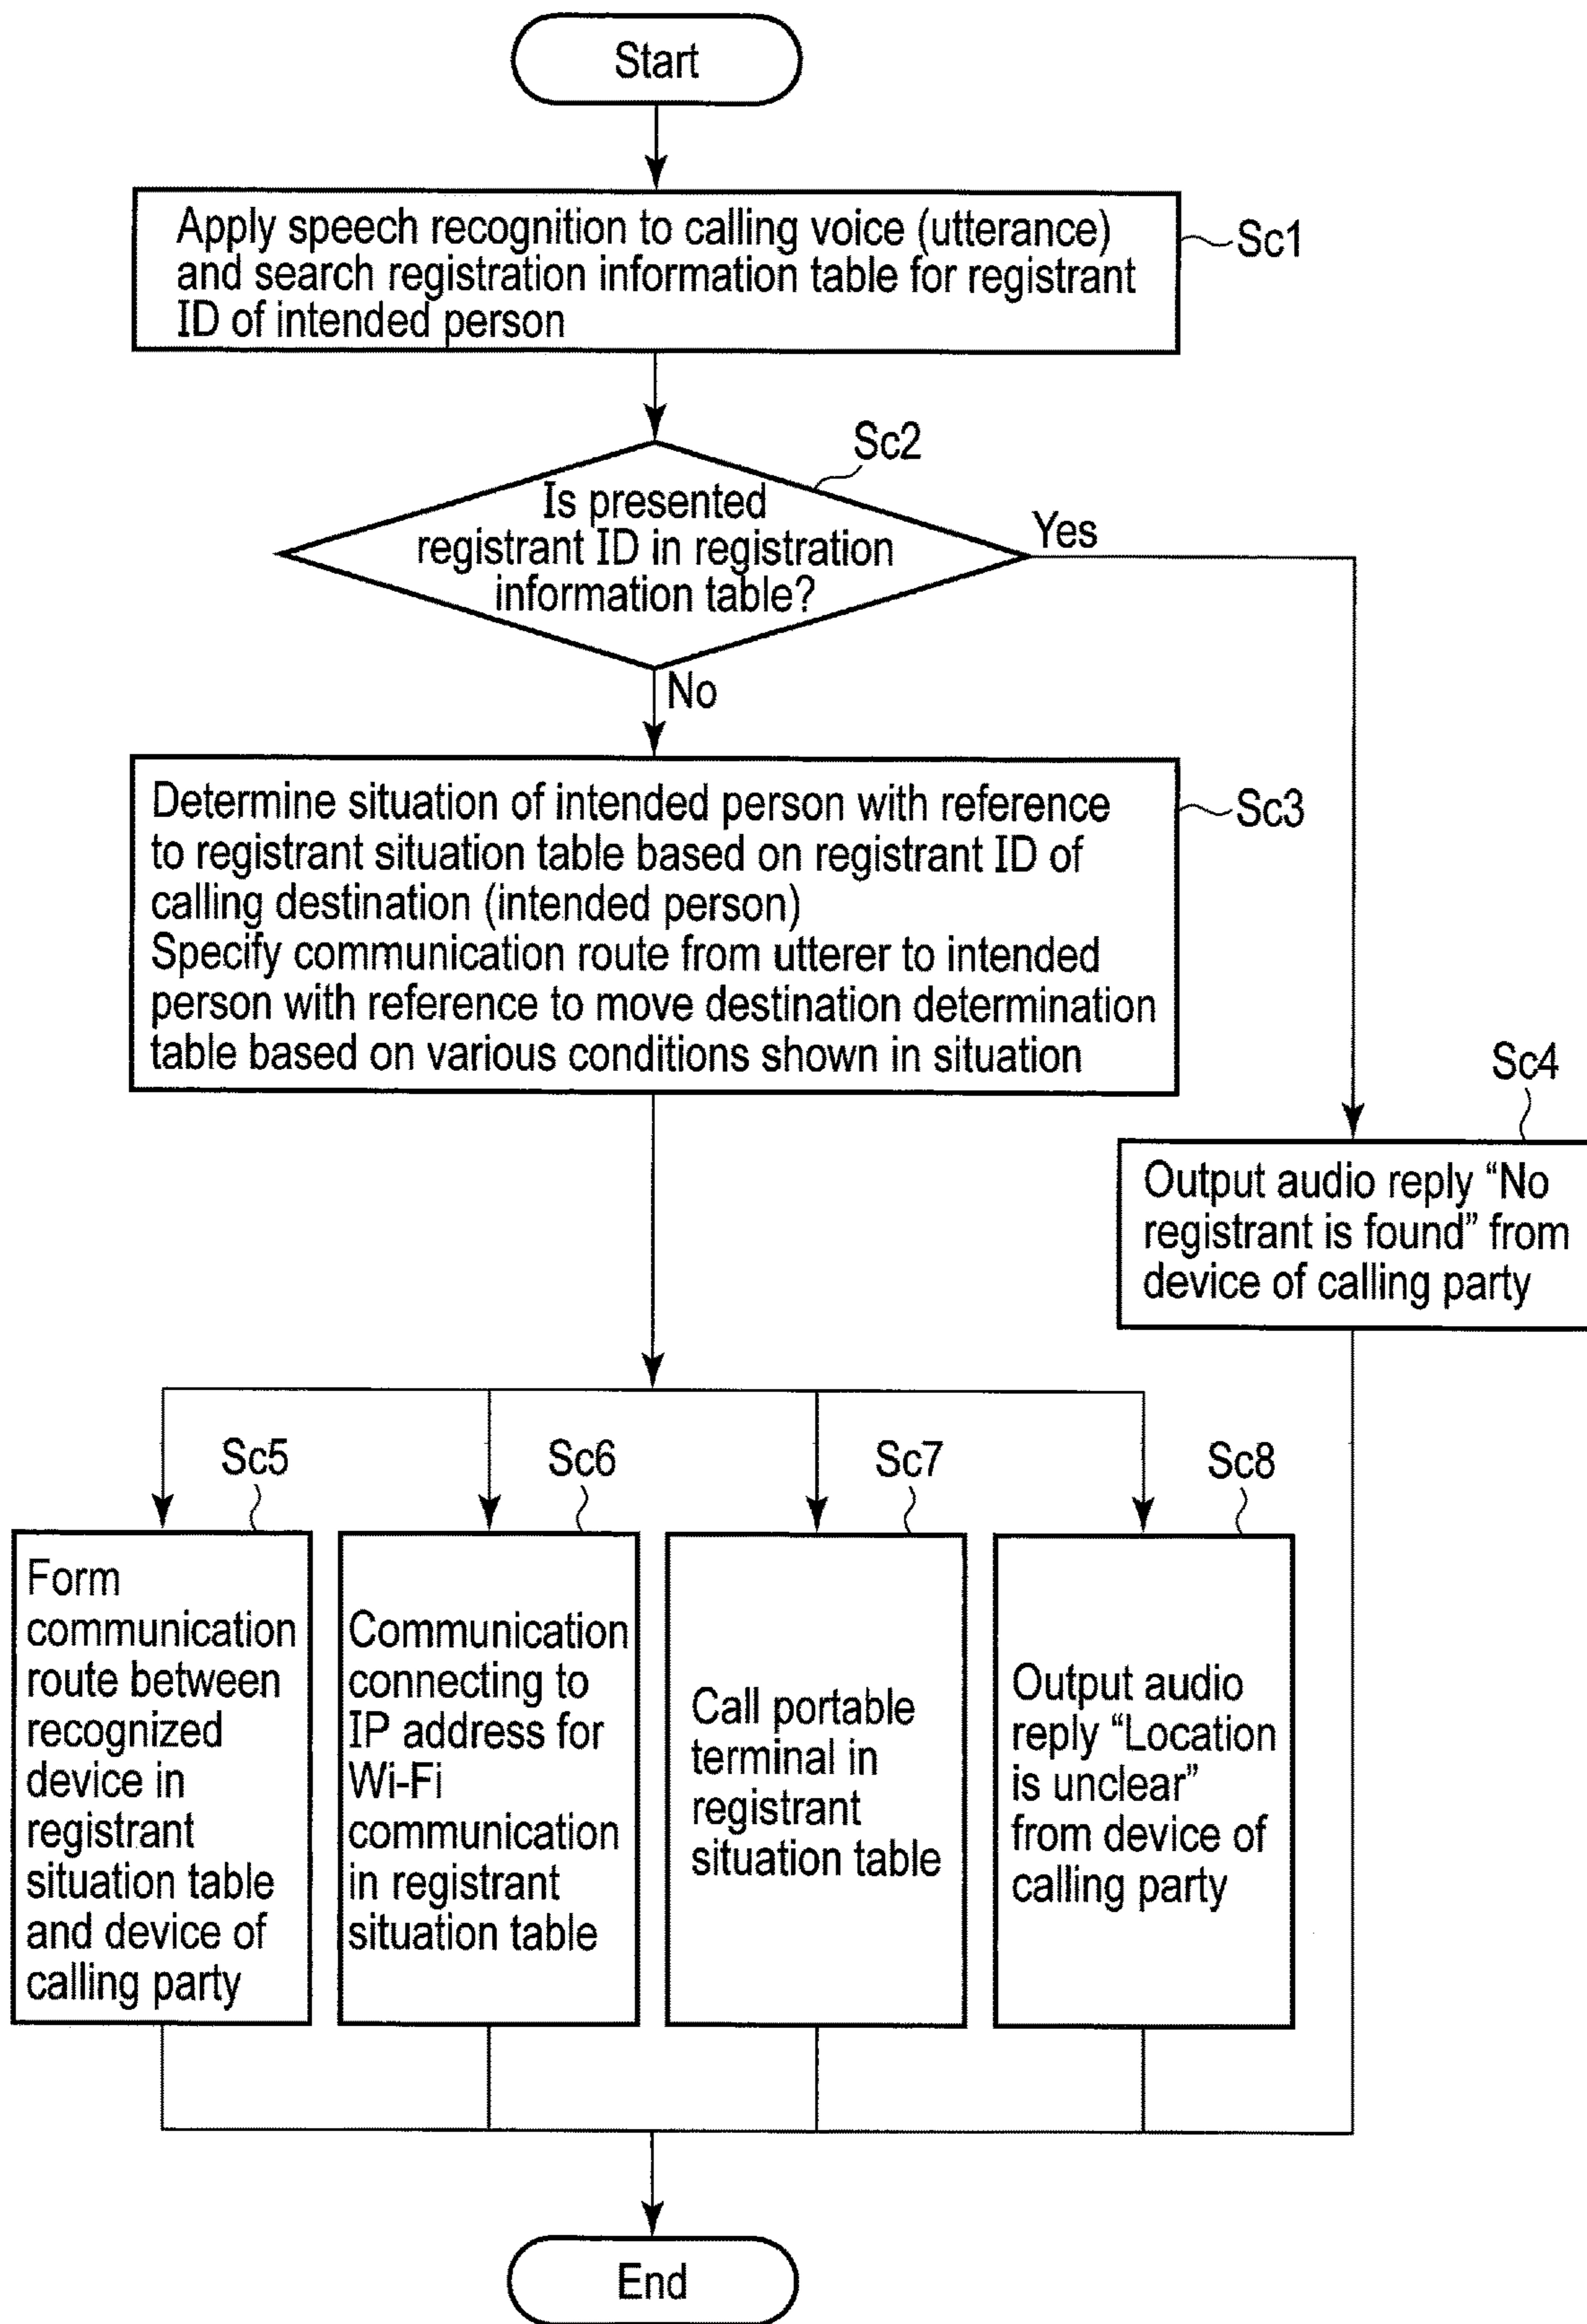 Start
Apply speech recognition to calling voice (utterance)
and search registration information table for registrant
ID of intended person
Sc1
Sc2
Is presented
registrant ID in registration
information table?
Yes
No
Determine situation of intended person with reference
to registrant situation table based on registrant ID of
calling destination (intended person)
Specify communication route from utterer to intended
person with reference to move destination determination
table based on various conditions shown in situation
Sc3
Sc4
Output audio reply “No
registrant is found” from
device of calling party
Sc5
Form
communication
route between
recognized
device in
registrant
situation table
and device of
calling party
Sc6
Communication
connecting to
IP address for
Wi-Fi
communication
in registrant
situation table
Sc7
Call portable
terminal in
registrant
situation table
Sc8
Output audio
reply “Location
is unclear”
from device of
calling party
End